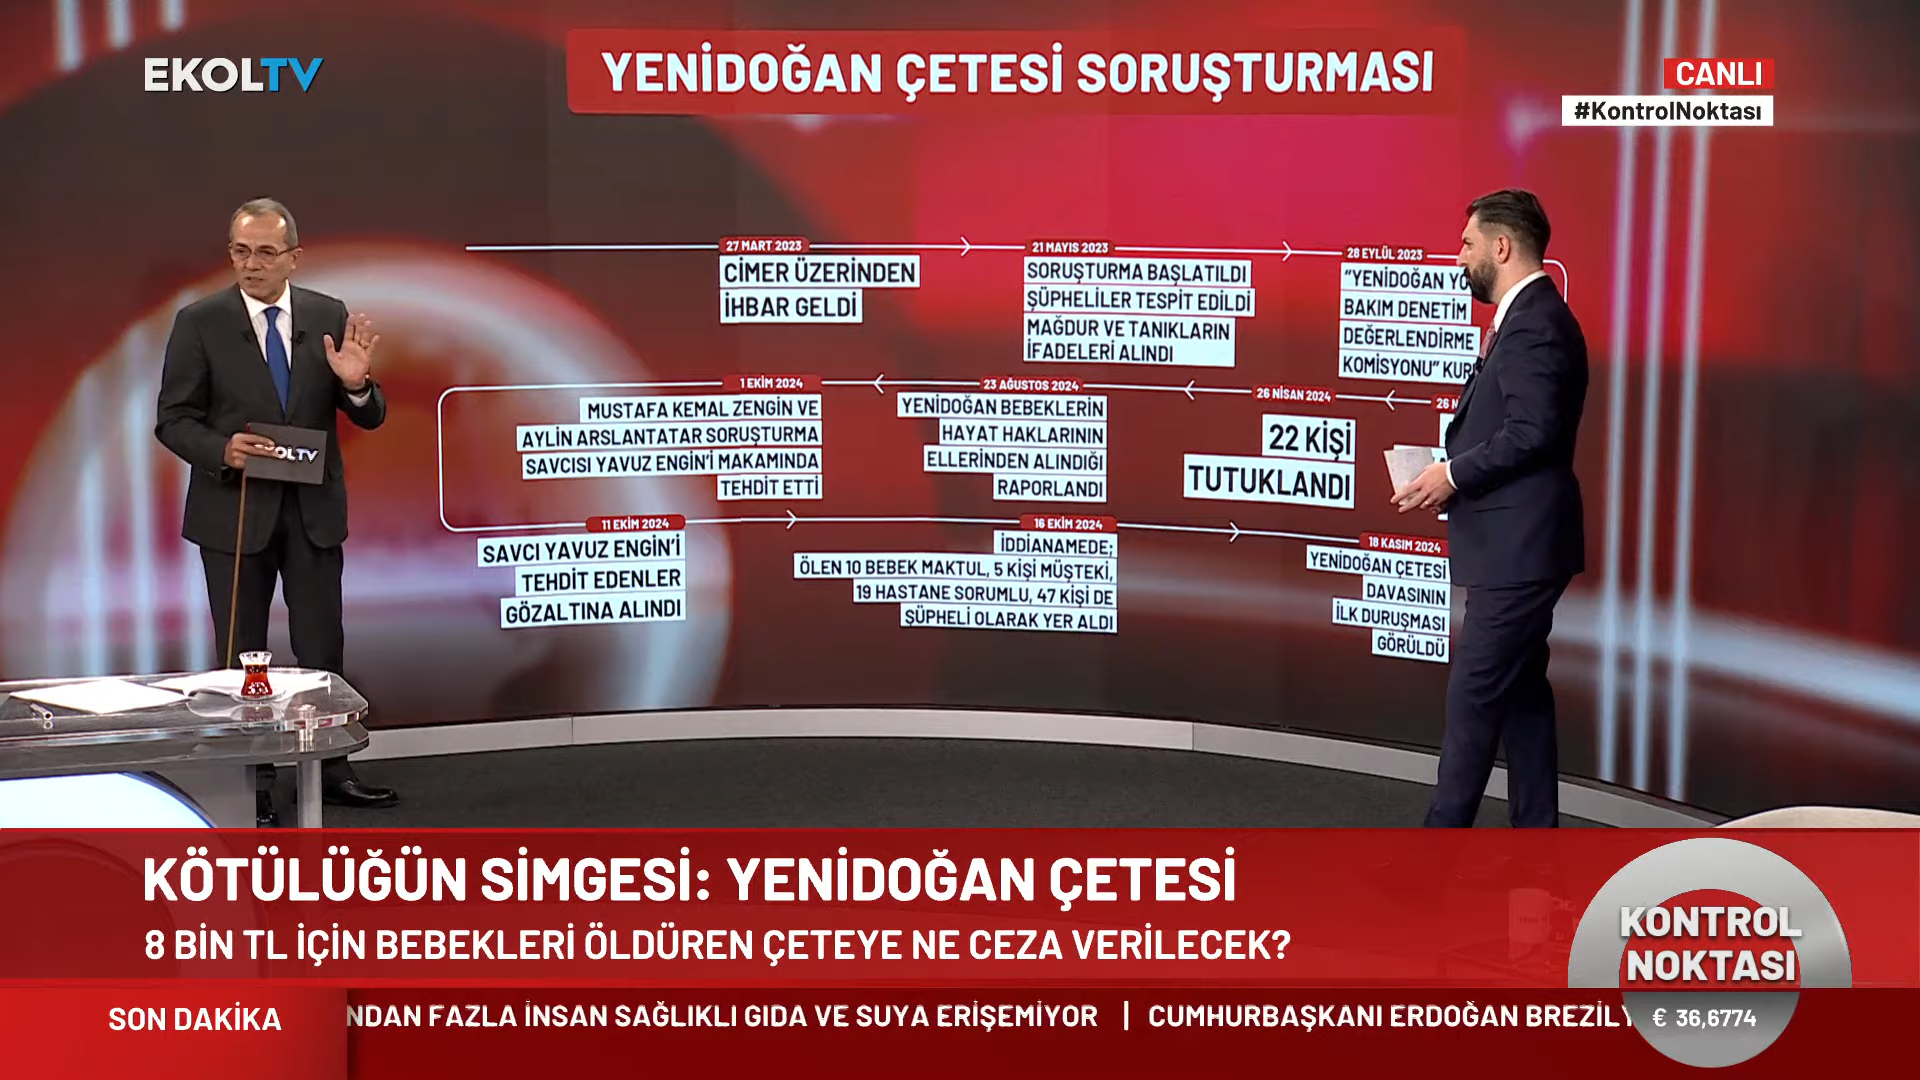 EKOLTV
YENİDOĞAN ÇETESİ SORUŞTURMASI
CANLI
#KontrolNoktası
27 MART 2023
CİMER ÜZERİNDEN
İHBAR GELDİ
21 MAYIS 2023
SORUŞTURMA BAŞLATILDI
ŞÜPHELİLER TESPİT EDİLDİ
MAĞDUR VE TANIKLARIN
İFADELERİ ALINDI
28 EYLÜL 2023
"YENİDOĞAN
BAKIM DENETİM
DEĞERLENDİRME
KOMİSYONU"
26
26 NİSAN 2024
22 KİŞİ
TUTUKLANDI
23 AĞUSTOS 2024
YENİDOĞAN BEBEKLERİN
HAYAT HAKLARININ
ELLERİNDEN ALINDIĞI
RAPORLANDI
1 EKİM 2024
MUSTAFA KEMAL ZENGİN VE
AYLİN ARSLANTATAR SORUŞTURMA
SAVCISI YAVUZ ENGİN'İ MAKAMINDA
TEHDİT ETTİ
11 EKİM 2024
SAVCI YAVUZ ENGİN'İ
TEHDİT EDENLER
GÖZALTINA ALINDI
16 EKİM 2024
İDDİANAMEDE;
ÖLEN 10 BEBEK MAKTUL, 5 KİŞİ MÜŞTEKİ,
19 HASTANE SORUMLU, 47 KİŞİ DE
ŞÜPHELİ OLARAK YER ALDI
18 KASIM 2024
YENİDOĞAN ÇETESİ
DAVASININ
İLK DURUŞMASI
GÖRÜLDÜ
OLTV
KÖTÜLÜĞÜN SİMGESİ: YENİDOĞAN ÇETESİ
8 BİN TL İÇİN BEBEKLERİ ÖLDÜREN ÇETEYE NE CEZA VERİLECEK?
KONTROL
NOKTASI
SON DAKİKA
NDAN FAZLA İNSAN SAĞLIKLI GIDA VE SUYA ERİŞEMİYOR | CUMHURBAŞKANI ERDOĞAN BREZİLY
€ 36,6774